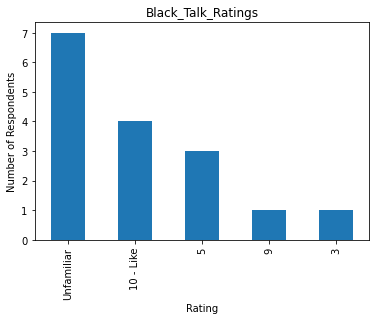 Black_Talk_Ratings
Number of Respondents
7
6
5
4
3
2
1
0
Unfamiliar
10 - Like
5
9
3
Rating